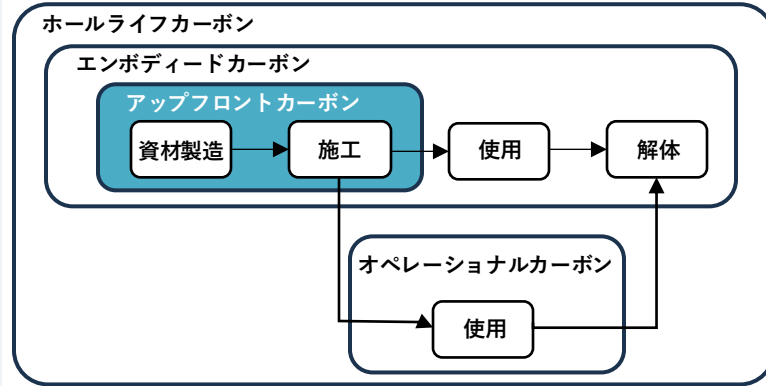 ホールライフカーボン
エンボディードカーボン
アップフロントカーボン
資材製造
施工
使用
解体
オペレーショナルカーボン
使用